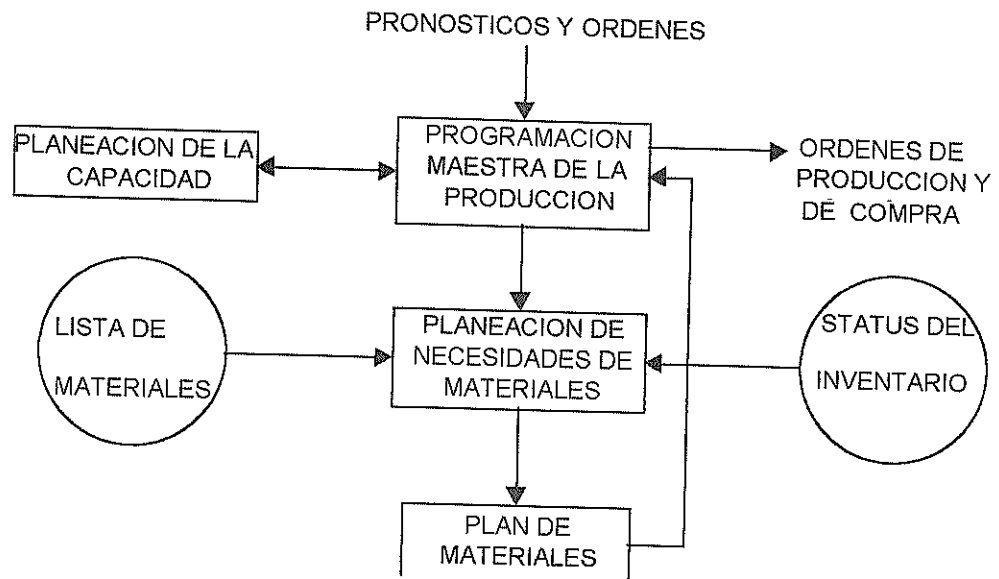 PRONOSTICOS Y ORDENES
PLANEACION DE LA
CAPACIDAD
PROGRAMACION
MAESTRA DE LA
PRODUCCION
ORDENES DE
PRODUCCION Y
DE COMPRA
LISTA DE
MATERIALES
PLANEACION DE
NECESIDADES DE
MATERIALES
STATUS DEL
INVENTARIO
PLAN DE
MATERIALES